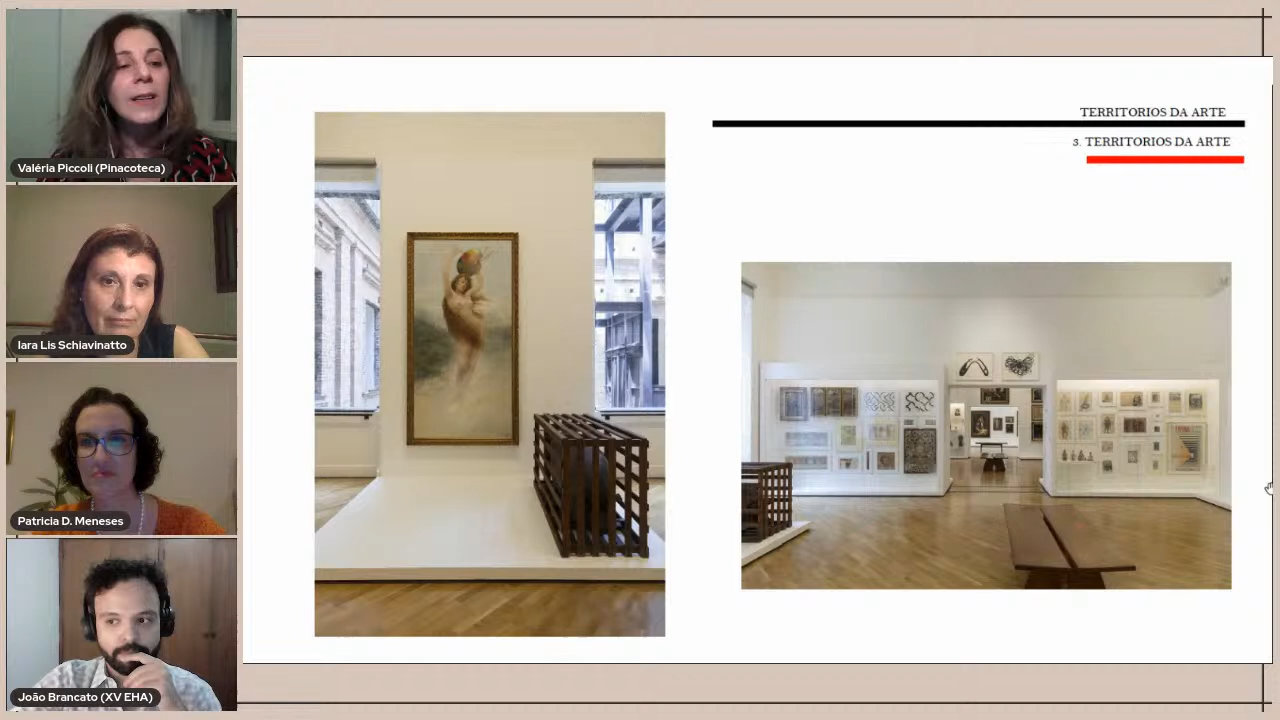 Valéria Piccoli (Pinacoteca)
Iara Lis Schiavinatto
Patricia D. Meneses
João Brancato (XV EHA)
TERRITORIOS DA ARTE
3. TERRITORIOS DA ARTE